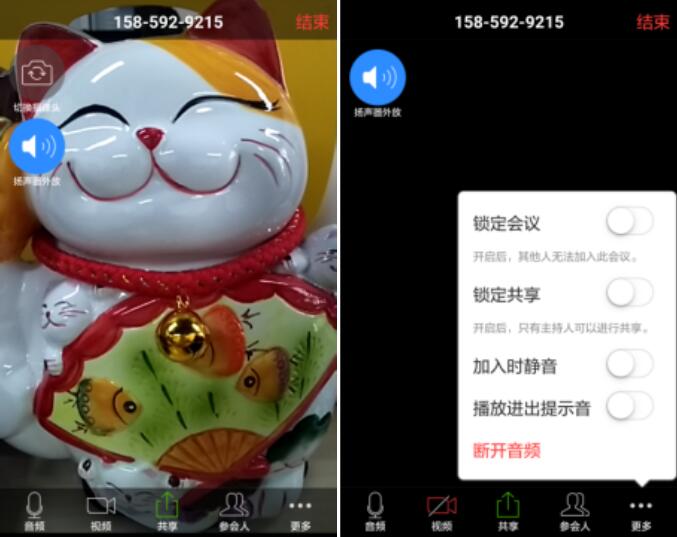 158-592-9215
结束
切换摄像头
扬声器外放
音频
视频
共享
参会人
更多
158-592-9215
结束
扬声器外放
锁定会议
开启后，其他人无法加入此会议。
锁定共享
开启后，只有主持人可以进行共享。
加入时静音
播放进出提示音
断开音频
音频
视频
共享
参会人
更多